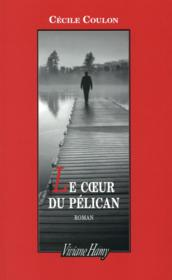 CÉCILE COULON
LE CŒUR
DU PÉLICAN
ROMAN
Viviane Hamy